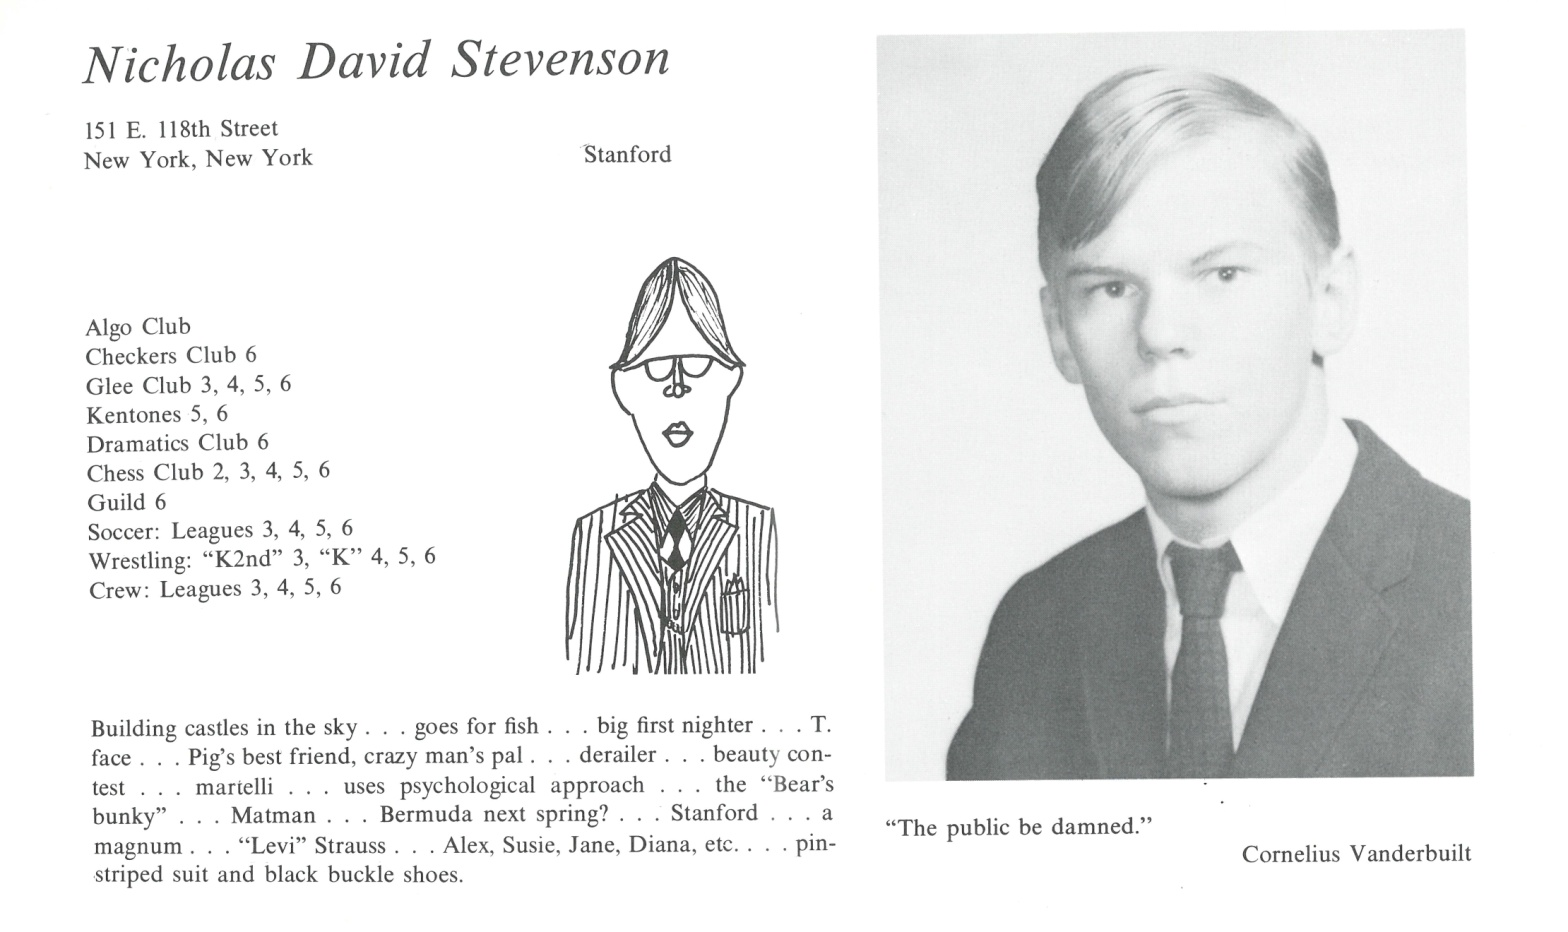 Nicholas David Stevenson
151 E. 118th Street
New York, New York
Stanford
Algo Club
Checkers Club 6
Glee Club 3, 4, 5, 6
Kentones 5, 6
Dramatics Club 6
Chess Club 2, 3, 4, 5, 6
Guild 6
Soccer: Leagues 3, 4, 5, 6
Wrestling: “K2nd” 3, “K” 4, 5, 6
Crew: Leagues 3, 4, 5, 6
Building castles in the sky . . . goes for fish . . . big first nighter . . . T.
face . . . Pig’s best friend, crazy man’s pal . . . derailer . . . beauty con-
test . . . martelli . . . uses psychological approach . . . the “Bear’s
bunky” . . . Matman . . . Bermuda next spring? . . . Stanford . . . a
magnum . . . “Levi” Strauss . . . Alex, Susie, Jane, Diana, etc. . . . pin-
striped suit and black buckle shoes.
“The public be damned.”
Cornelius Vanderbuilt